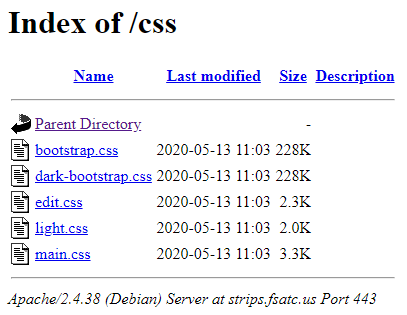 Index of /css
Name Last modified Size Description
Parent Directory -
bootstrap.css 2020-05-13 11:03 228K
dark-bootstrap.css 2020-05-13 11:03 228K
edit.css 2020-05-13 11:03 2.3K
light.css 2020-05-13 11:03 2.0K
main.css 2020-05-13 11:03 3.3K
Apache/2.4.38 (Debian) Server at strips.fsatc.us Port 443